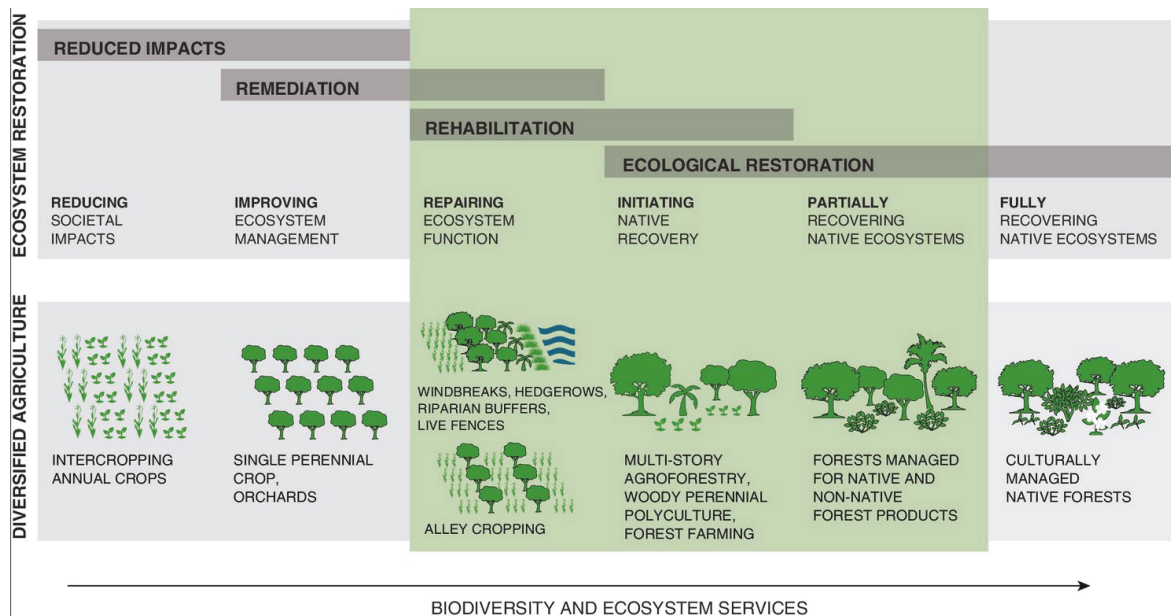 ECOSYSTEM RESTORATION
REDUCED IMPACTS
REMEDIATION
REHABILITATION
ECOLOGICAL RESTORATION
REDUCING
SOCIETAL
IMPACTS
IMPROVING
ECOSYSTEM
MANAGEMENT
REPAIRING
ECOSYSTEM
FUNCTION
INITIATING
NATIVE
RECOVERY
PARTIALLY
RECOVERING
NATIVE ECOSYSTEMS
FULLY
RECOVERING
NATIVE ECOSYSTEMS
DIVERSIFIED AGRICULTURE
INTERCROPPING
ANNUAL CROPS
SINGLE PERENNIAL
CROP,
ORCHARDS
WINDBREAKS, HEDGEROWS,
RIPARIAN BUFFERS,
LIVE FENCES
ALLEY CROPPING
MULTI-STORY
AGROFORESTRY,
WOODY PERENNIAL
POLYCULTURE,
FOREST FARMING
FORESTS MANAGED
FOR NATIVE AND
NON-NATIVE
FOREST PRODUCTS
CULTURALLY
MANAGED
NATIVE FORESTS
BIODIVERSITY AND ECOSYSTEM SERVICES